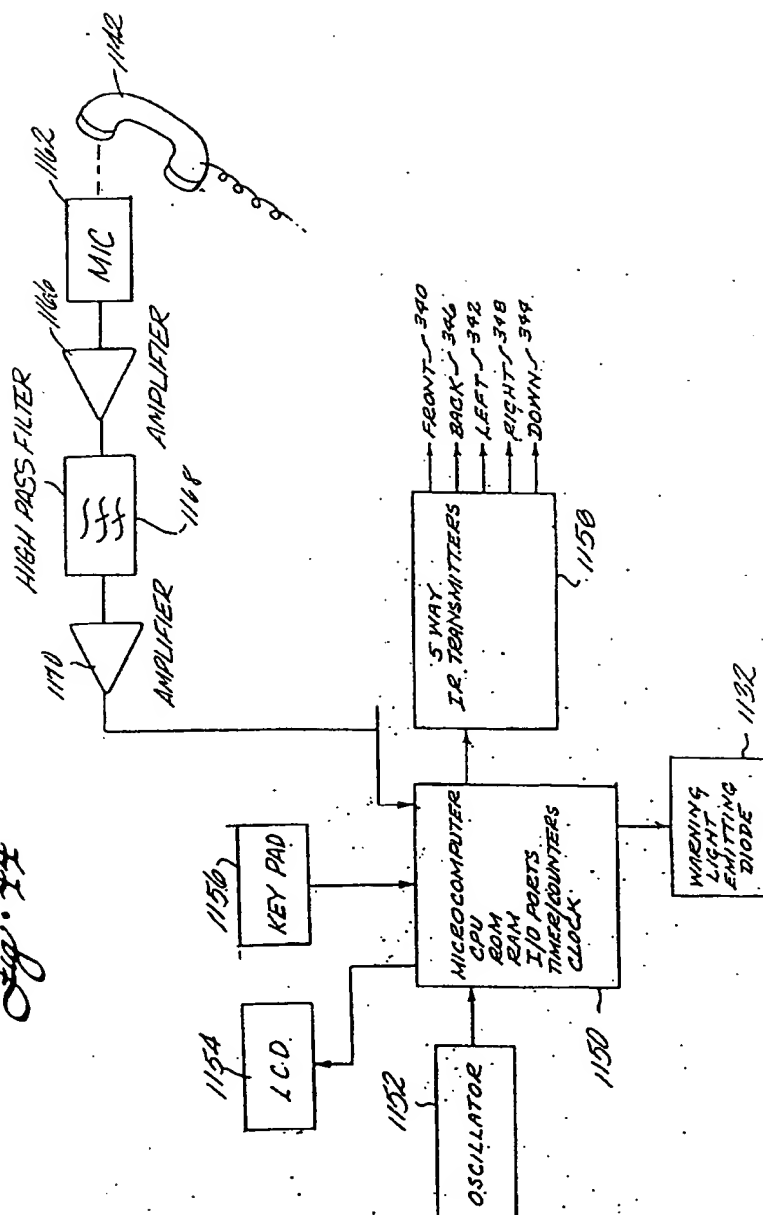 Fig. 44
1142
1162
MIC
1166
AMPLIFIER
HIGH PASS FILTER
1168
1170
AMPLIFIER
1156
KEY PAD
1154
L.C.D.
1152
OSCILLATOR
MICROCOMPUTER
CPU
ROM
RAM
I/O PORTS
TIMER/COUNTERS
CLOCK
1150
5 WAY
I.R. TRANSMITTERS
1158
FRONT 340
BACK 346
LEFT 342
RIGHT 348
DOWN 344
WARNING
LIGHT
EMITTING
DIODE
1132